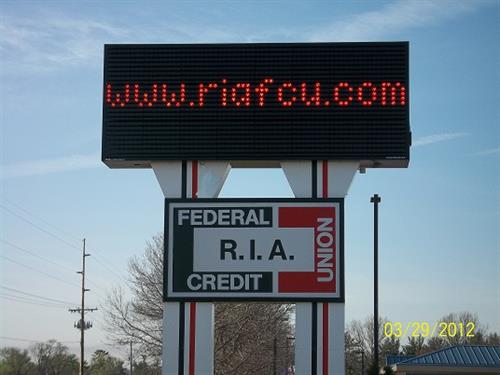 www.riafcu.com
FEDERAL
R.I.A.
UNION
CREDIT
03/29/2012